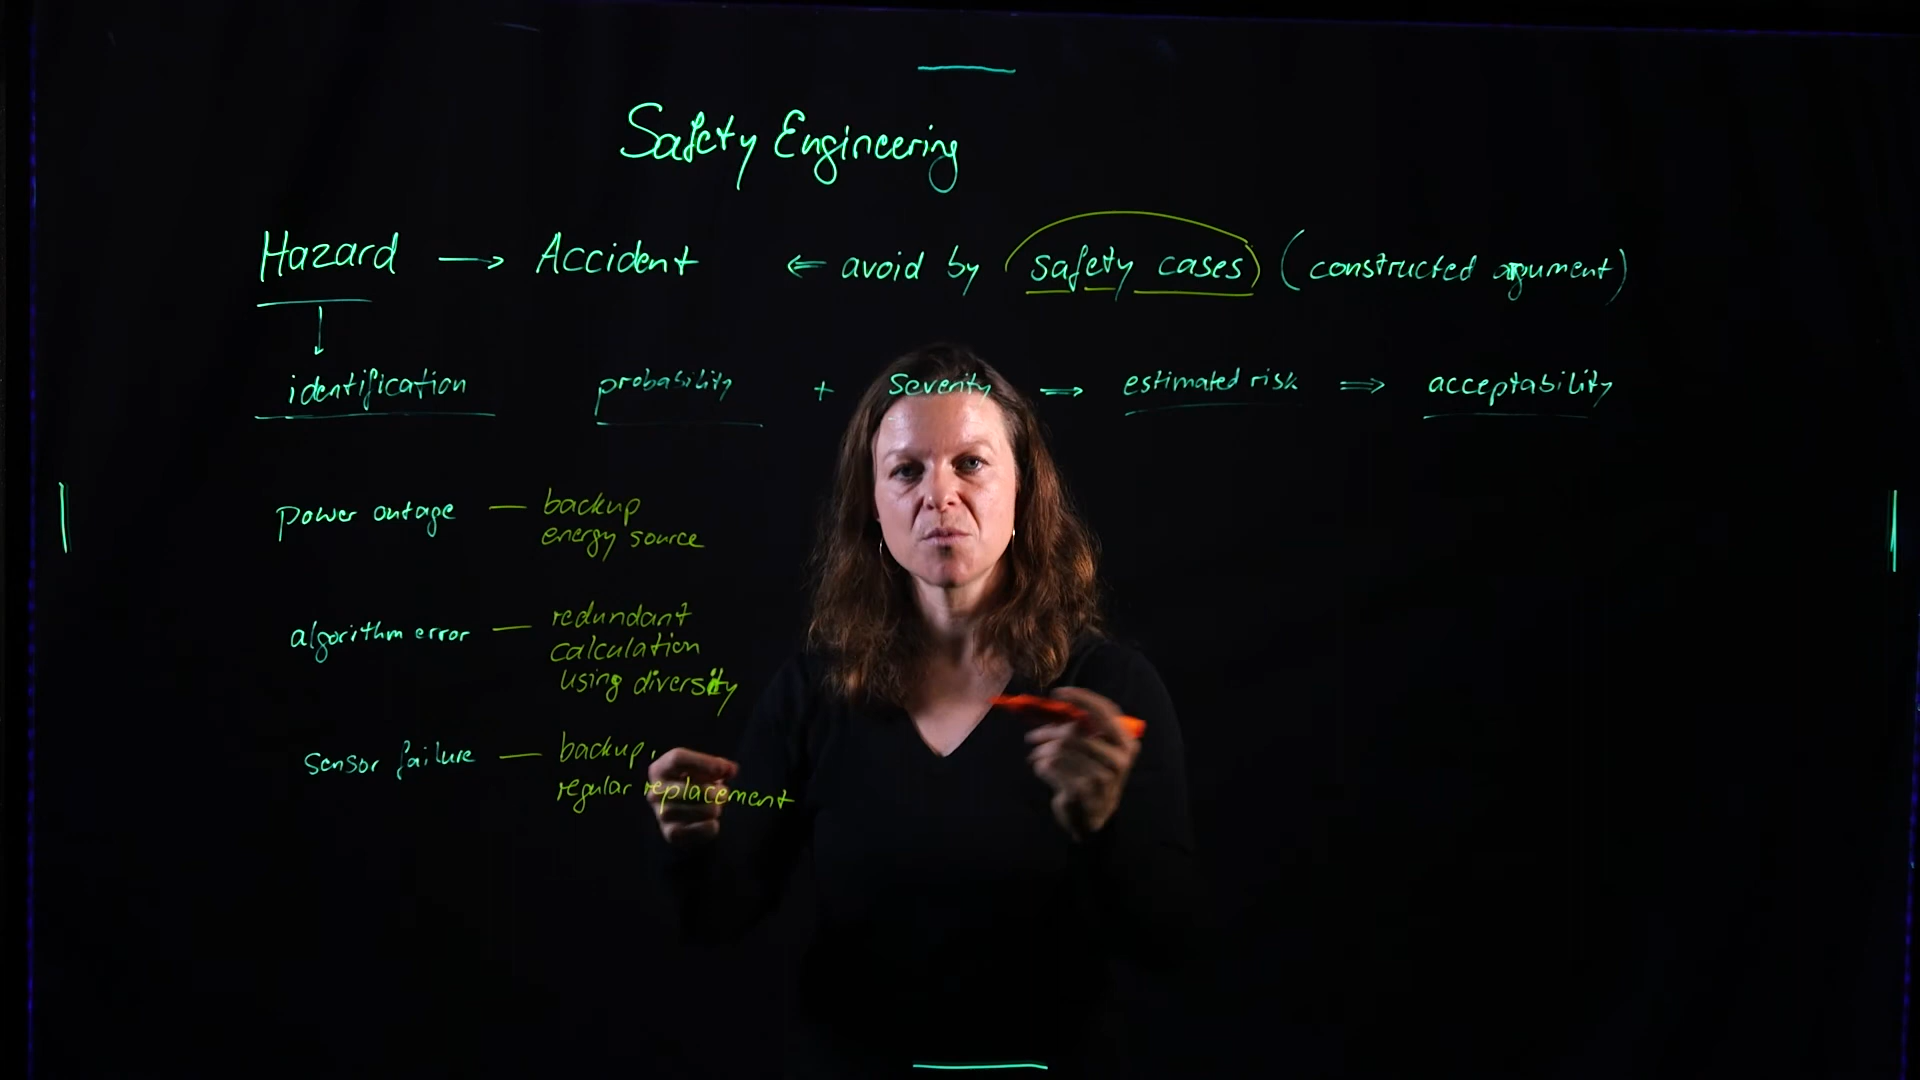 Safety Engineering
Hazard → Accident ⇐ avoid by safety cases (constructed argument)
↓
identification probability + Severity ⇒ estimated risk ⇒ acceptability
power outage — backup
energy source
algorithm error — redundant
calculation
using diversity
sensor failure — backup,
regular replacement